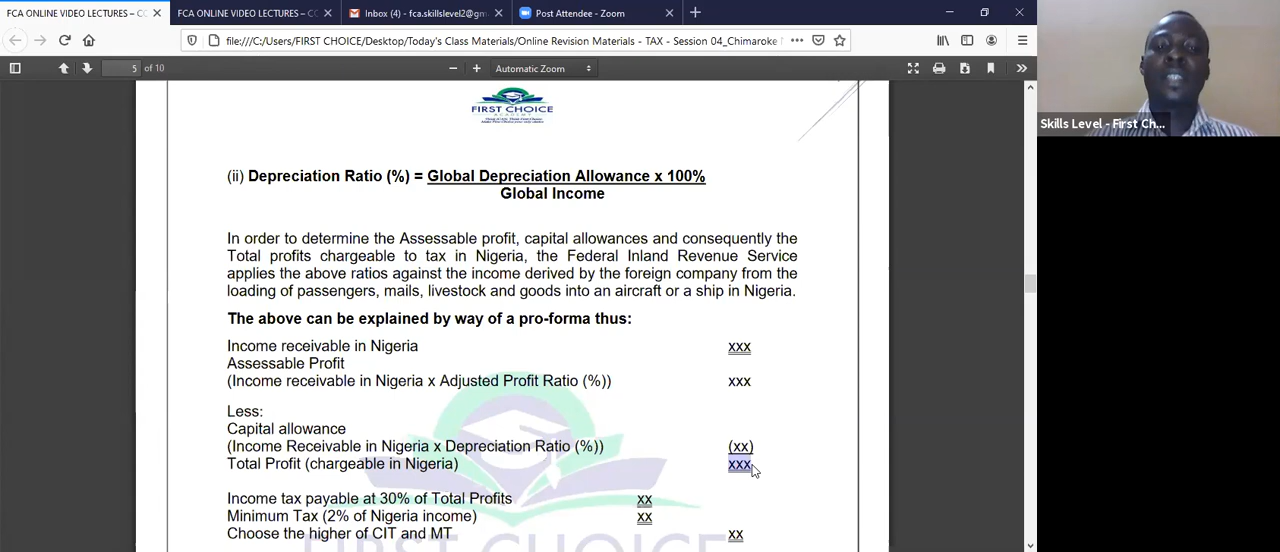 FCA ONLINE VIDEO LECTURES – CC
FCA ONLINE VIDEO LECTURES – CC
Inbox (4) - fca.skillslevel2@gm
Post Attendee - Zoom
file:///C:/Users/FIRST CHOICE/Desktop/Today's Class Materials/Online Revision Materials - TAX - Session 04_Chimaroke
5 of 10
Automatic Zoom
Skills Level - First Ch...
FIRST CHOICE
ACADEMY
(ii) Depreciation Ratio (%) = Global Depreciation Allowance x 100%
Global Income
In order to determine the Assessable profit, capital allowances and consequently the
Total profits chargeable to tax in Nigeria, the Federal Inland Revenue Service
applies the above ratios against the income derived by the foreign company from the
loading of passengers, mails, livestock and goods into an aircraft or a ship in Nigeria.
The above can be explained by way of a pro-forma thus:
Income receivable in Nigeria xxx
Assessable Profit
(Income receivable in Nigeria x Adjusted Profit Ratio (%)) xxx
Less:
Capital allowance
(Income Receivable in Nigeria x Depreciation Ratio (%)) (xx)
Total Profit (chargeable in Nigeria) xxx
Income tax payable at 30% of Total Profits xx
Minimum Tax (2% of Nigeria income) xx
Choose the higher of CIT and MT xx
FIRST CHOICE